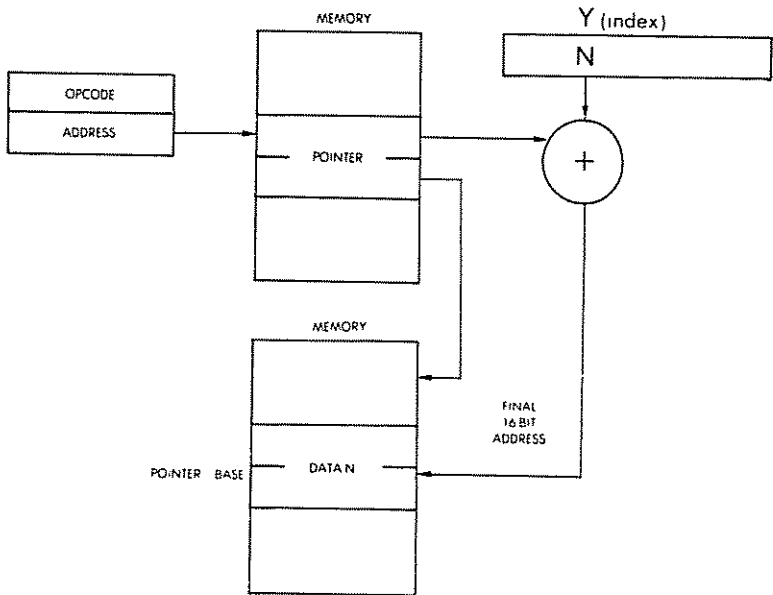 MEMORY
Y (index)
N
OPCODE
ADDRESS
POINTER
+
MEMORY
FINAL
16 BIT
ADDRESS
POINTER BASE
DATA N